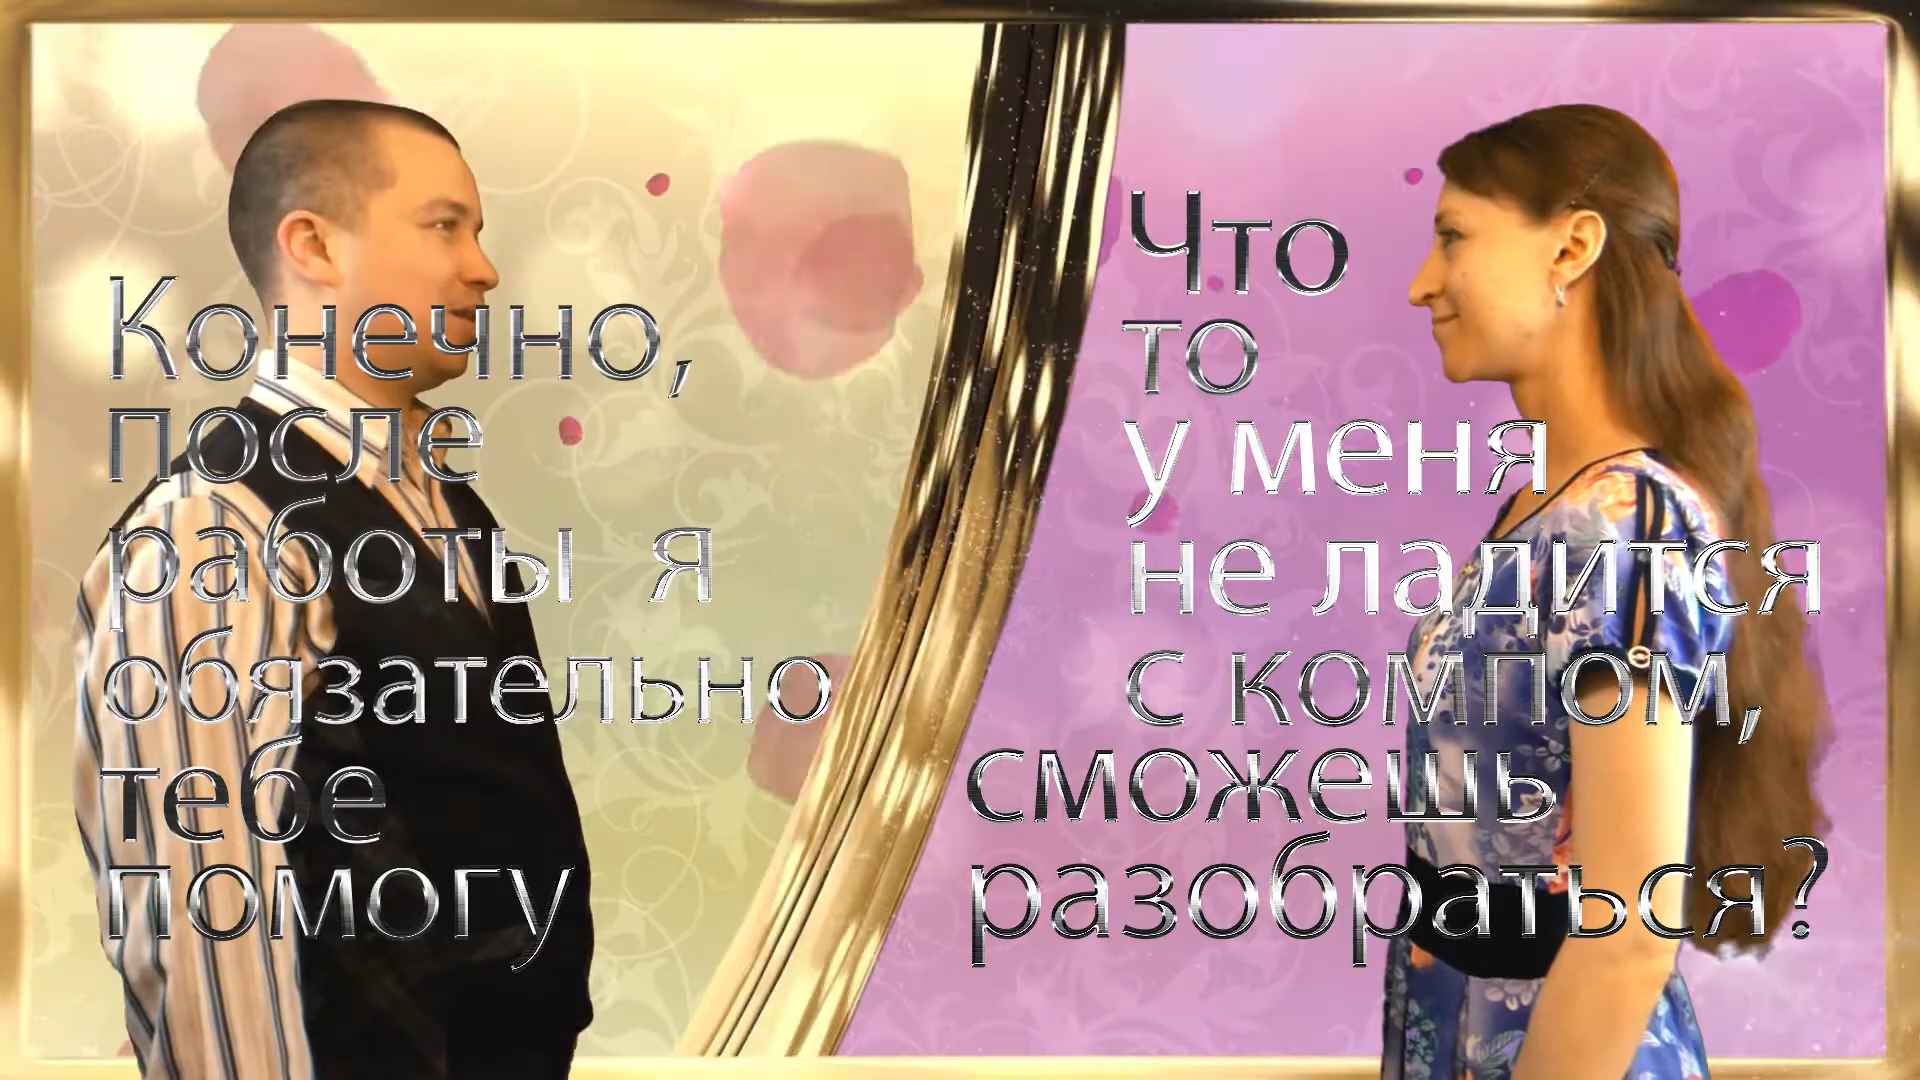 Конечно,
после
работы я
обязательно
тебе
помогу
Что
то
у меня
не ладится
с компом,
сможешь
разобраться?